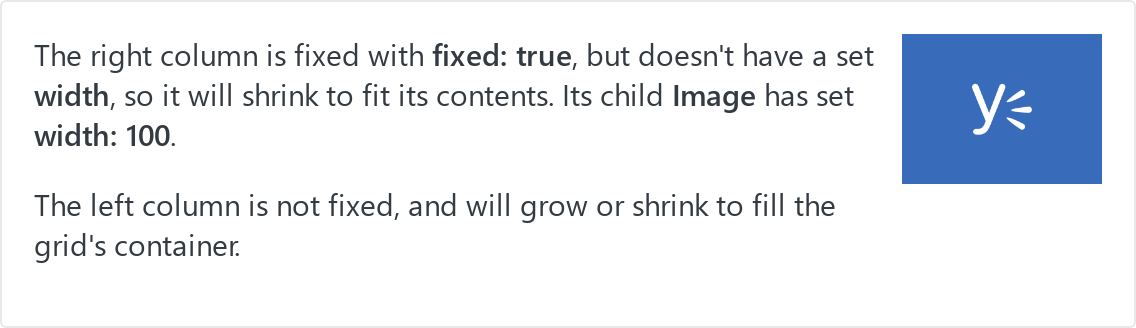 The right column is fixed with fixed: true, but doesn't have a set
width, so it will shrink to fit its contents. Its child Image has set
width: 100.
The left column is not fixed, and will grow or shrink to fill the
grid's container.
y